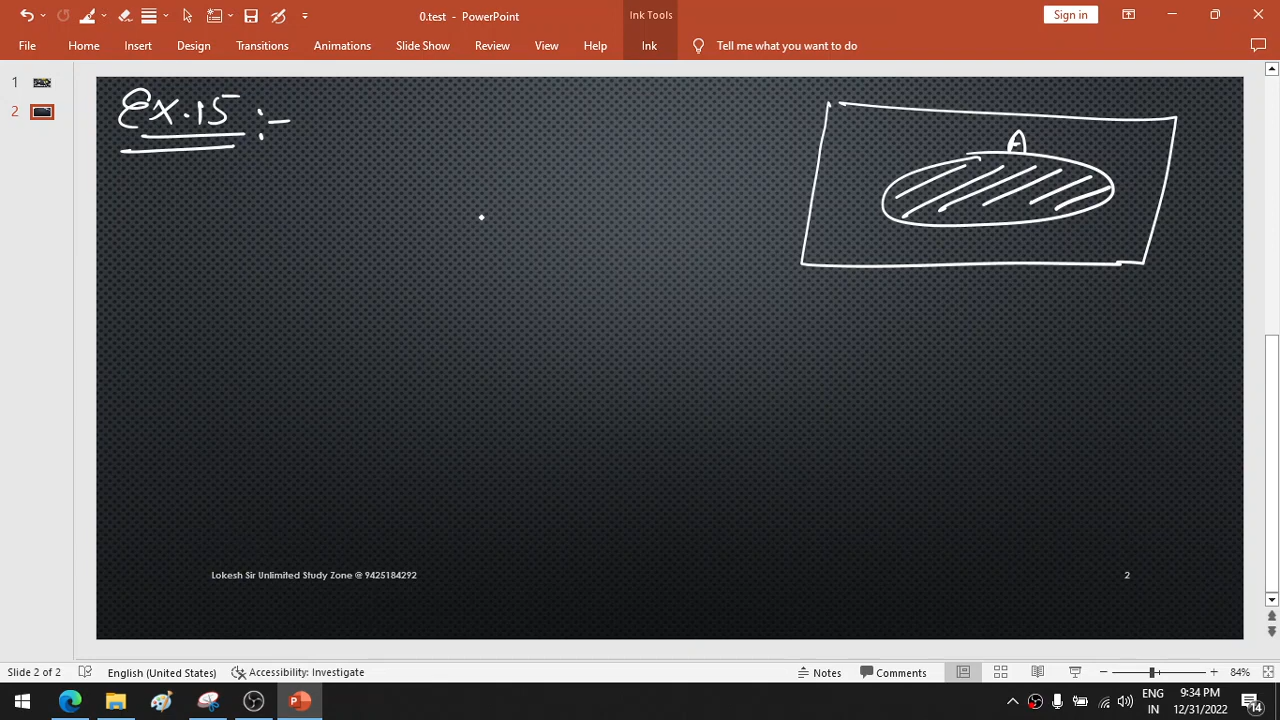 0.test - PowerPoint
Ink Tools
Sign in
File Home Insert Design Transitions Animations Slide Show Review View Help Ink Tell me what you want to do
1
2
Ex.15 :-
A
Lokesh Sir Unlimited Study Zone @ 9425184292
2
Slide 2 of 2 English (United States) Accessibility: Investigate Notes Comments 84%
ENG
IN
9:34 PM
12/31/2022
14